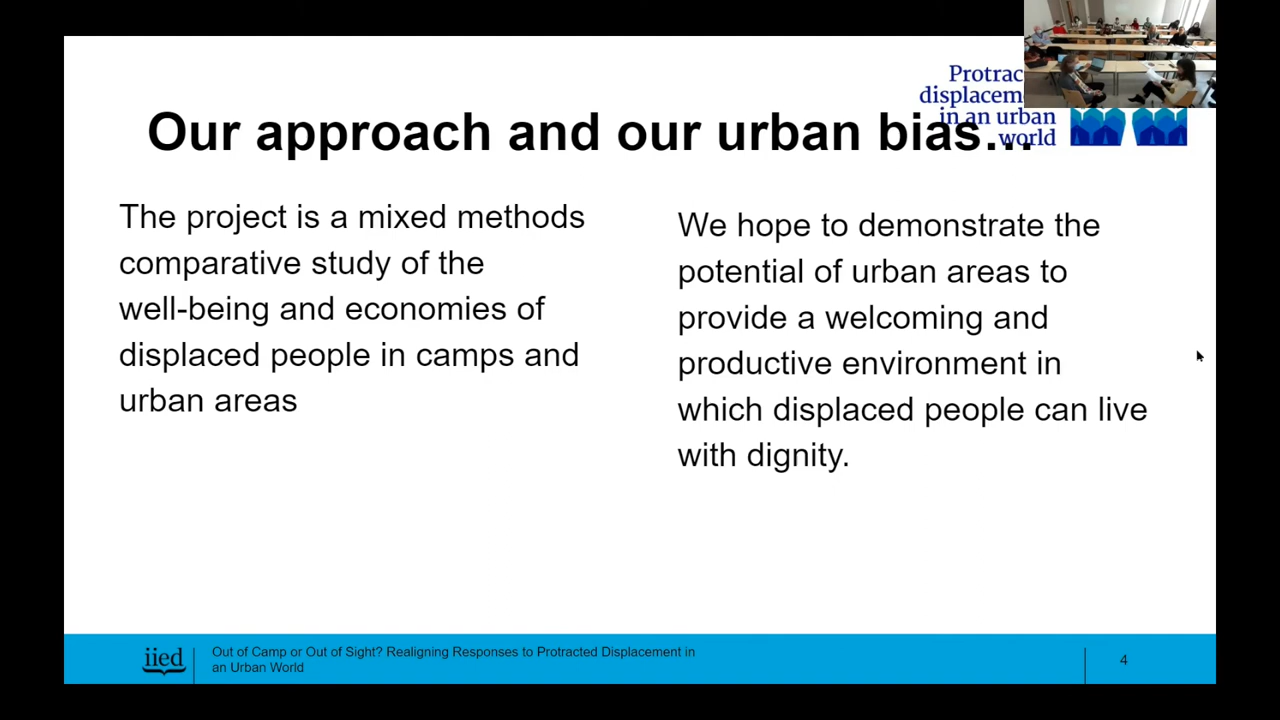 Our approach and our urban bias...
Protrac
displaceme
in an urban
world
The project is a mixed methods
comparative study of the
well-being and economies of
displaced people in camps and
urban areas
We hope to demonstrate the
potential of urban areas to
provide a welcoming and
productive environment in
which displaced people can live
with dignity.
iied
Out of Camp or Out of Sight? Realigning Responses to Protracted Displacement in
an Urban World
4